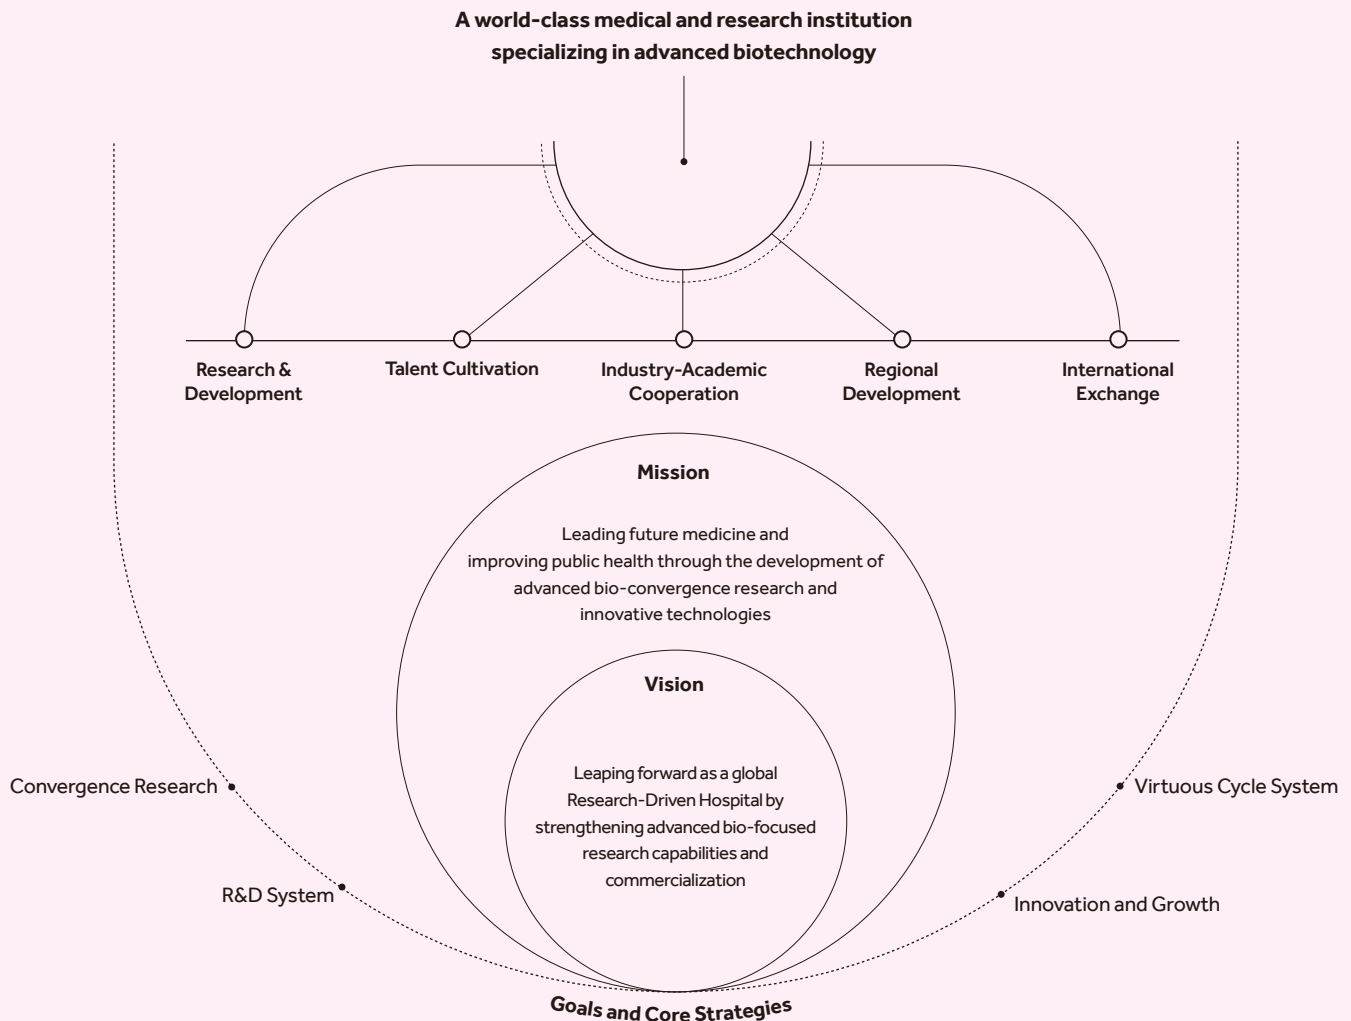 A world-class medical and research institution
specializing in advanced biotechnology
Research &
Development
Talent Cultivation
Industry-Academic
Cooperation
Regional
Development
International
Exchange
Mission
Leading future medicine and
improving public health through the development of
advanced bio-convergence research and
innovative technologies
Vision
Leaping forward as a global
Research-Driven Hospital by
strengthening advanced bio-focused
research capabilities and
commercialization
Convergence Research
R&D System
Virtuous Cycle System
Innovation and Growth
Goals and Core Strategies